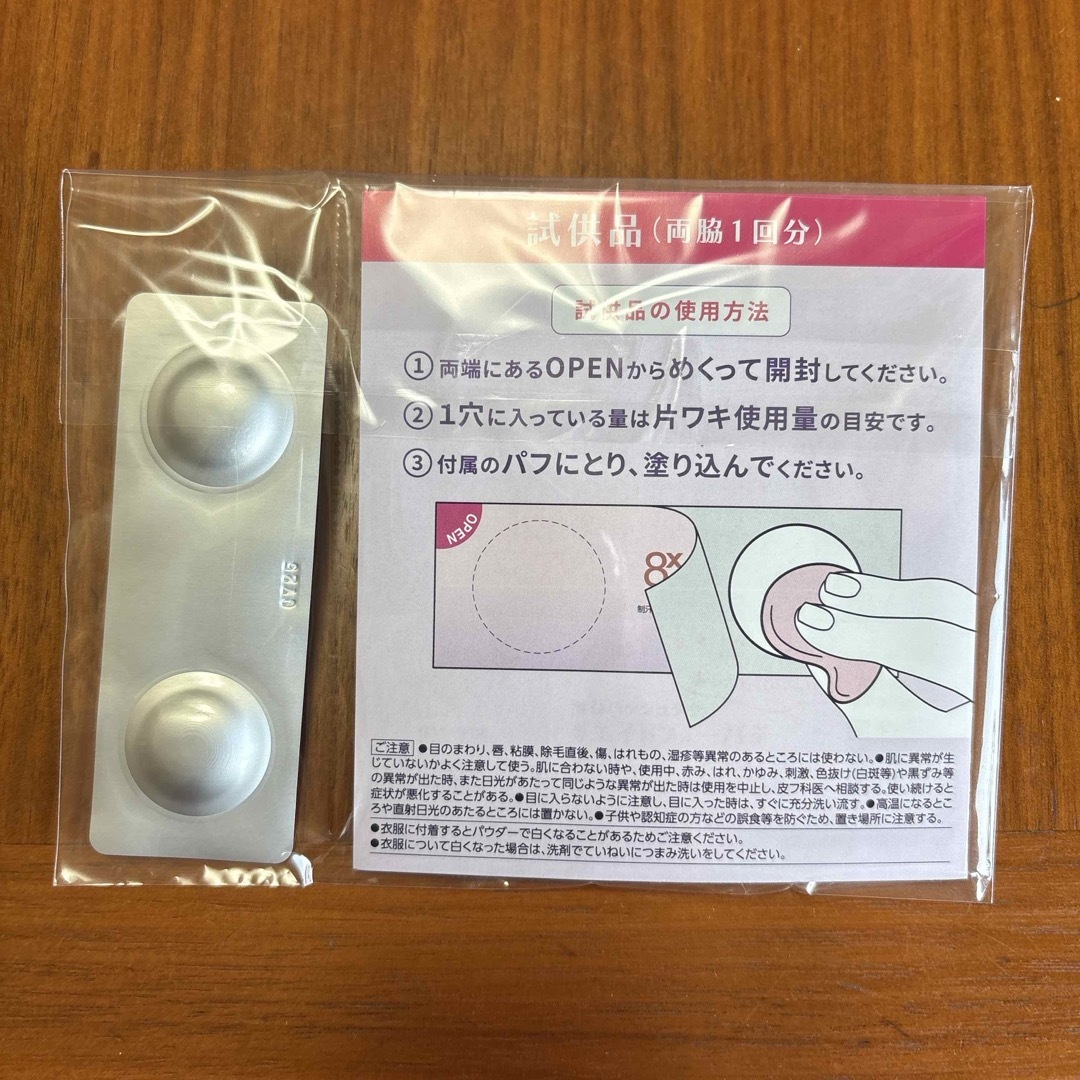 試供品(両脇1回分)
試供品の使用方法
①両端にあるOPENからめくって開封してください。
②1穴に入っている量は片ワキ使用量の目安です。
③付属のパフにとり、塗り込んでください。
OPEN
8x
制汗
ご注意 ●目のまわり、唇、粘膜、除毛直後、傷、はれもの、湿疹等異常のあるところには使わない。●肌に異常が生
じていないかよく注意して使う。肌に合わない時や、使用中、赤み、はれ、かゆみ、刺激、色抜け(白斑等)や黒ずみ等
の異常が出た時、また日光があたって同じような異常が出た時は使用を中止し、皮フ科医へ相談する。使い続けると
症状が悪化することがある。●目に入らないように注意し、目に入った時は、すぐに充分洗い流す。●高温になるとこ
ろや直射日光のあたるところには置かない。●子供や認知症の方などの誤食等を防ぐため、置き場所に注意する。
●衣服に付着するとパウダーで白くなることがあるためご注意ください。
●衣服について白くなった場合は、洗剤でていねいにつまみ洗いをしてください。